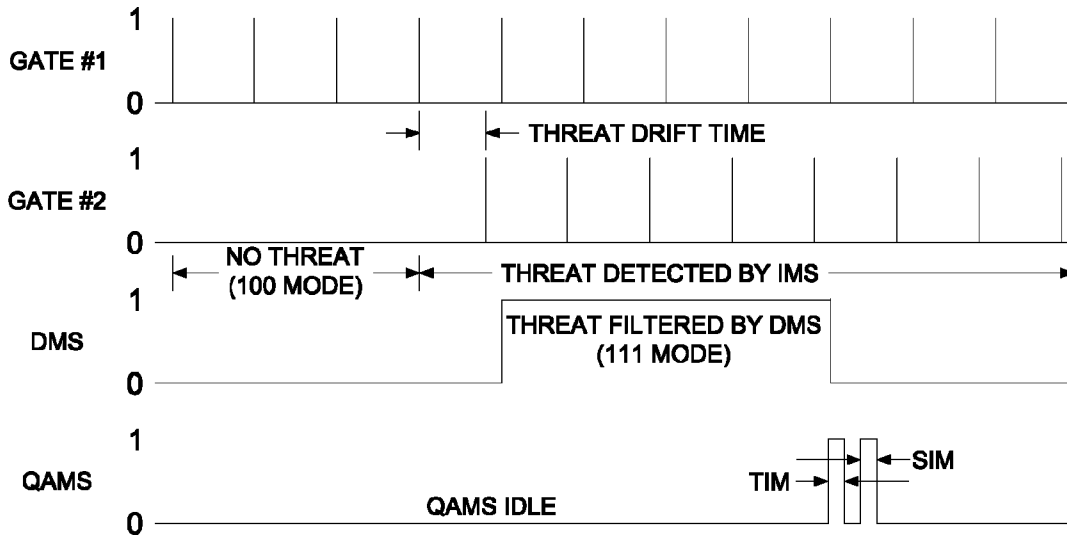 1
GATE #1
0
THREAT DRIFT TIME
1
GATE #2
0
NO THREAT
(100 MODE)
THREAT DETECTED BY IMS
1
DMS
THREAT FILTERED BY DMS
(111 MODE)
0
1
QAMS
SIM
TIM
QAMS IDLE
0